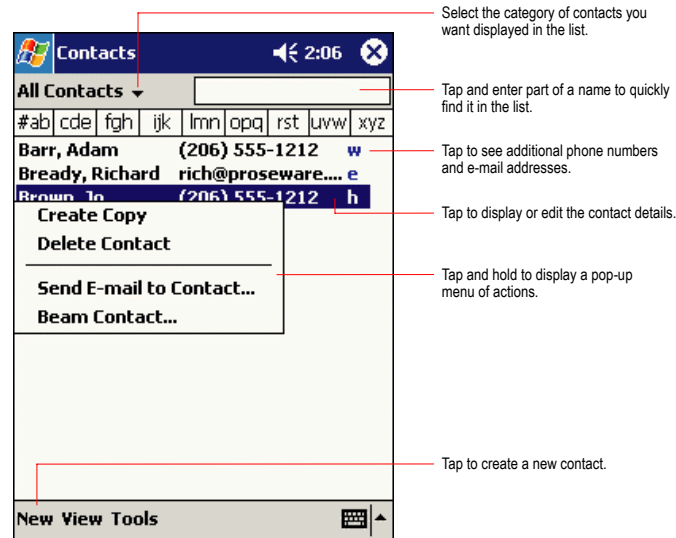 Contacts 2:06
All Contacts
#ab cde fgh ijk lmn opq rst uvw xyz
Barr, Adam (206) 555-1212 w
Bready, Richard rich@proseware.... e
Brown, Jo (206) 555-1212 h
Create Copy
Delete Contact
Send E-mail to Contact...
Beam Contact...
New View Tools
Select the category of contacts you
want displayed in the list.
Tap and enter part of a name to quickly
find it in the list.
Tap to see additional phone numbers
and e-mail addresses.
Tap to display or edit the contact details.
Tap and hold to display a pop-up
menu of actions.
Tap to create a new contact.